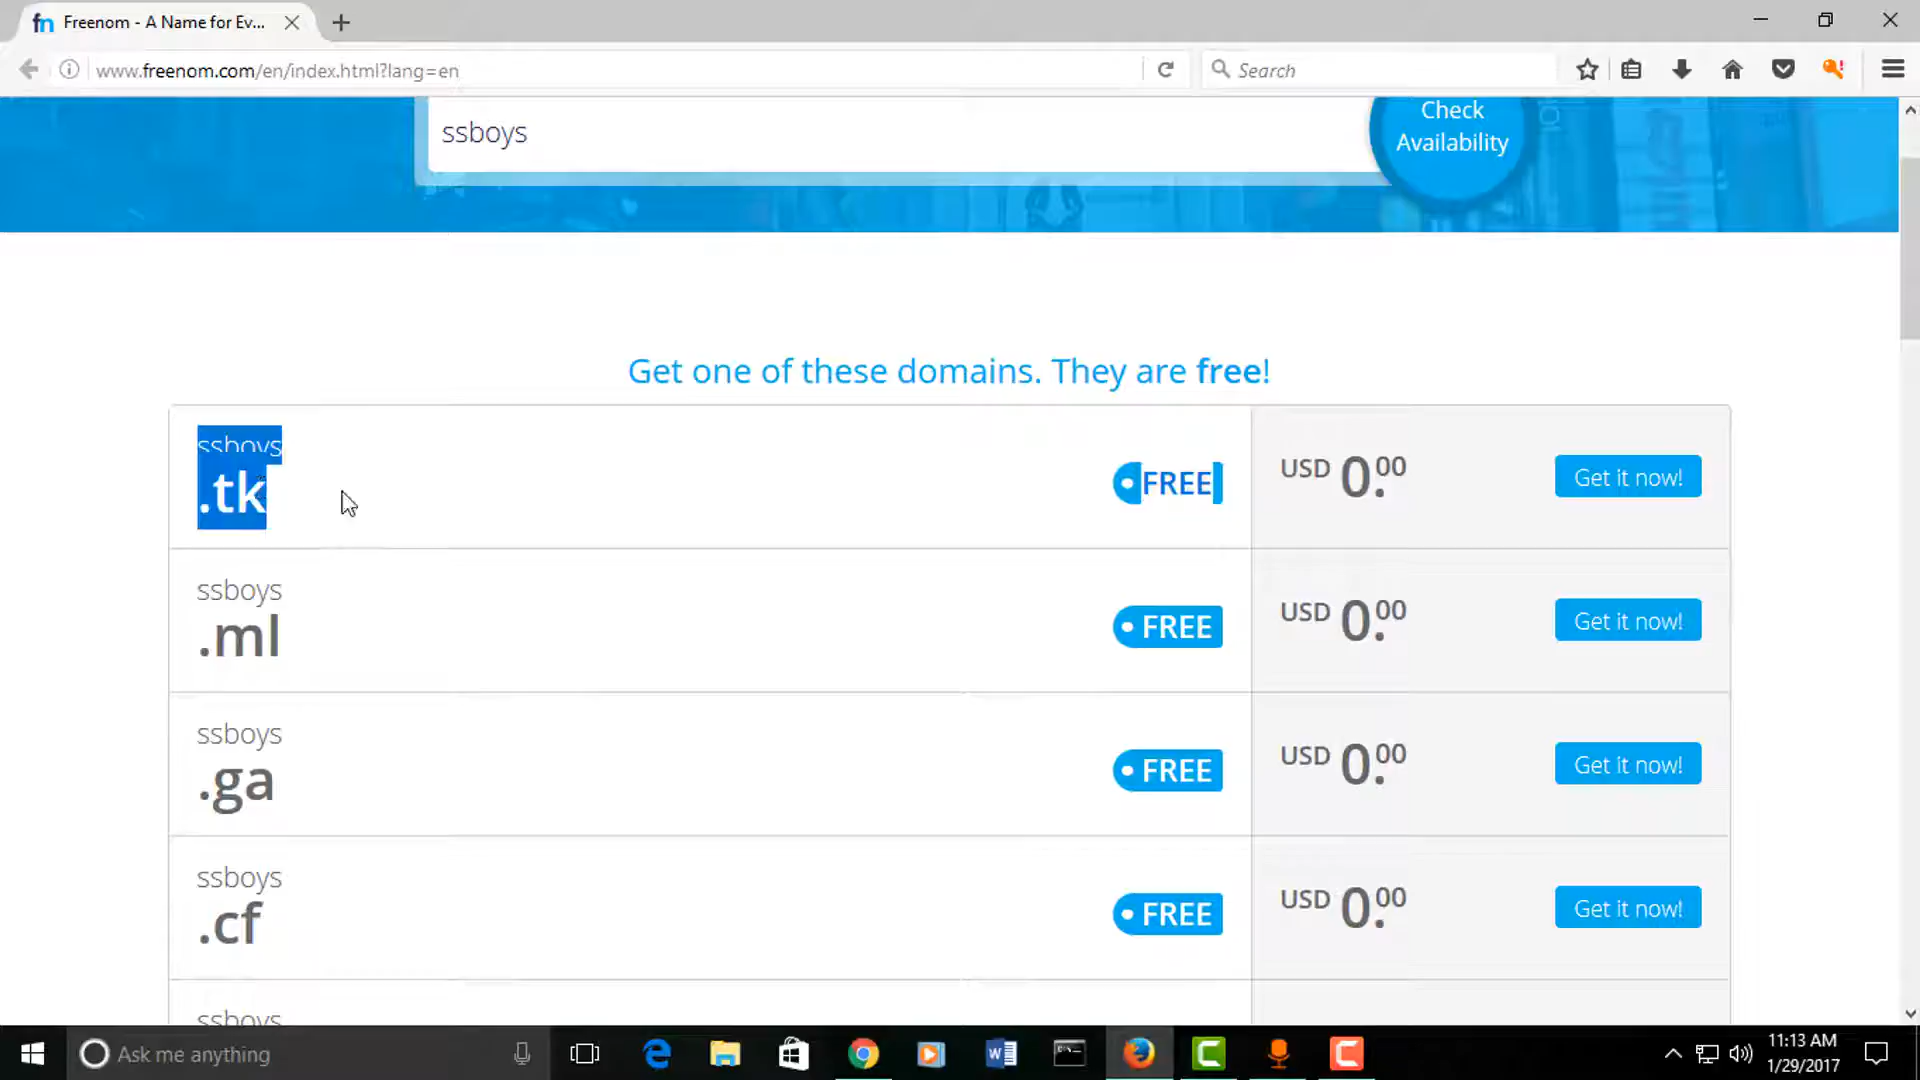 Freenom - A Name for Ev...
www.freenom.com/en/index.html?lang=en
Search
ssboys
Check
Availability
Get one of these domains. They are free!
ssboys
.tk
FREE
USD 0.00
Get it now!
ssboys
.ml
FREE
USD 0.00
Get it now!
ssboys
.ga
FREE
USD 0.00
Get it now!
ssboys
.cf
FREE
USD 0.00
Get it now!
ssboys
Ask me anything
11:13 AM
1/29/2017